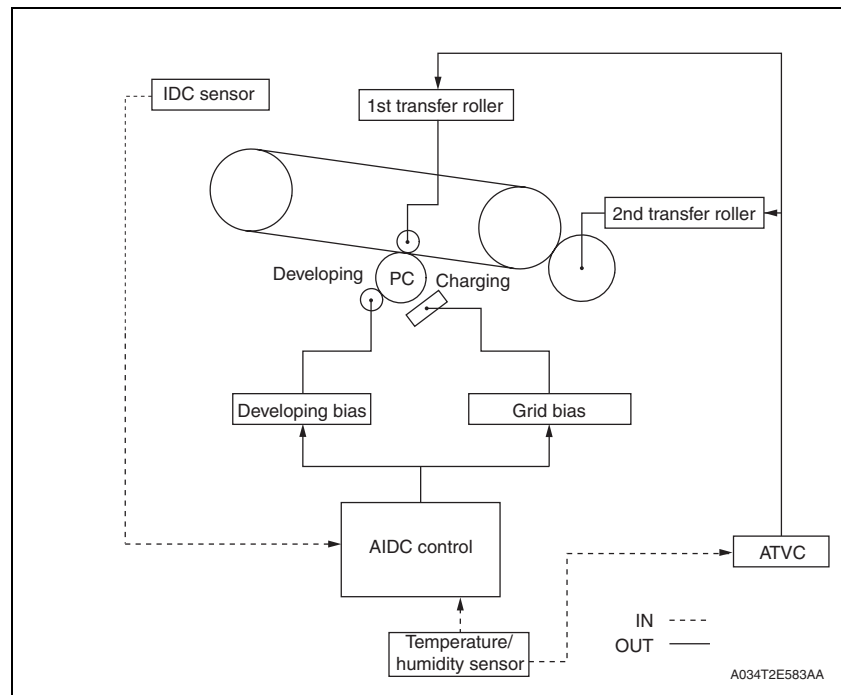 IDC sensor
1st transfer roller
2nd transfer roller
Developing
PC
Charging
Developing bias
Grid bias
AIDC control
ATVC
Temperature/
humidity sensor
IN
OUT
A034T2E583AA